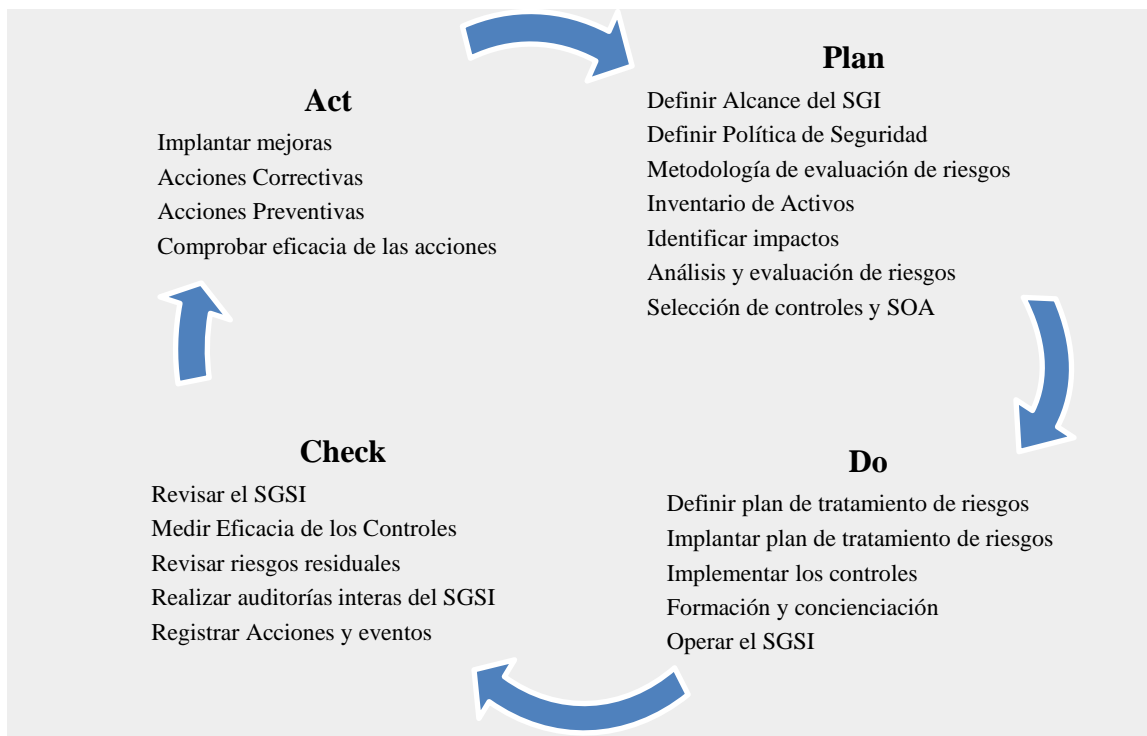 Plan
Definir Alcance del SGI
Definir Política de Seguridad
Metodología de evaluación de riesgos
Inventario de Activos
Identificar impactos
Análisis y evaluación de riesgos
Selección de controles y SOA
Do
Definir plan de tratamiento de riesgos
Implantar plan de tratamiento de riesgos
Implementar los controles
Formación y concienciación
Operar el SGSI
Check
Revisar el SGSI
Medir Eficacia de los Controles
Revisar riesgos residuales
Realizar auditorías interas del SGSI
Registrar Acciones y eventos
Act
Implantar mejoras
Acciones Correctivas
Acciones Preventivas
Comprobar eficacia de las acciones